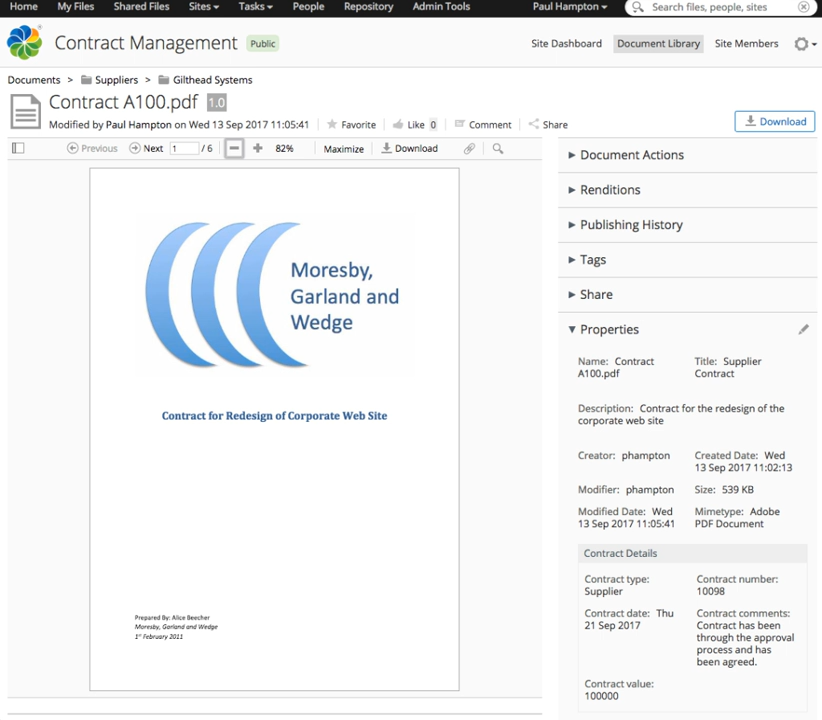 Home My Files Shared Files Sites Tasks People Repository Admin Tools Paul Hampton Search files, people, sites
Contract Management Public Site Dashboard Document Library Site Members
Documents > Suppliers > Gilthead Systems
Contract A100.pdf 1.0
Modified by Paul Hampton on Wed 13 Sep 2017 11:05:41 Favorite Like 0 Comment Share Download
Previous Next 1 / 6 82% Maximize Download
Moresby,
Garland and
Wedge
Contract for Redesign of Corporate Web Site
Prepared By: Alice Beecher
Moresby, Garland and Wedge
1st February 2011
Document Actions
Renditions
Publishing History
Tags
Share
Properties
Name: Contract Title: Supplier
A100.pdf Contract
Description: Contract for the redesign of the
corporate web site
Creator: phampton Created Date: Wed
13 Sep 2017 11:02:13
Modifier: phampton Size: 539 KB
Modified Date: Wed Mimetype: Adobe
13 Sep 2017 11:05:41 PDF Document
Contract Details
Contract type: Contract number:
Supplier 10098
Contract date: Thu Contract comments:
21 Sep 2017 Contract has been
through the approval
process and has
been agreed.
Contract value:
100000